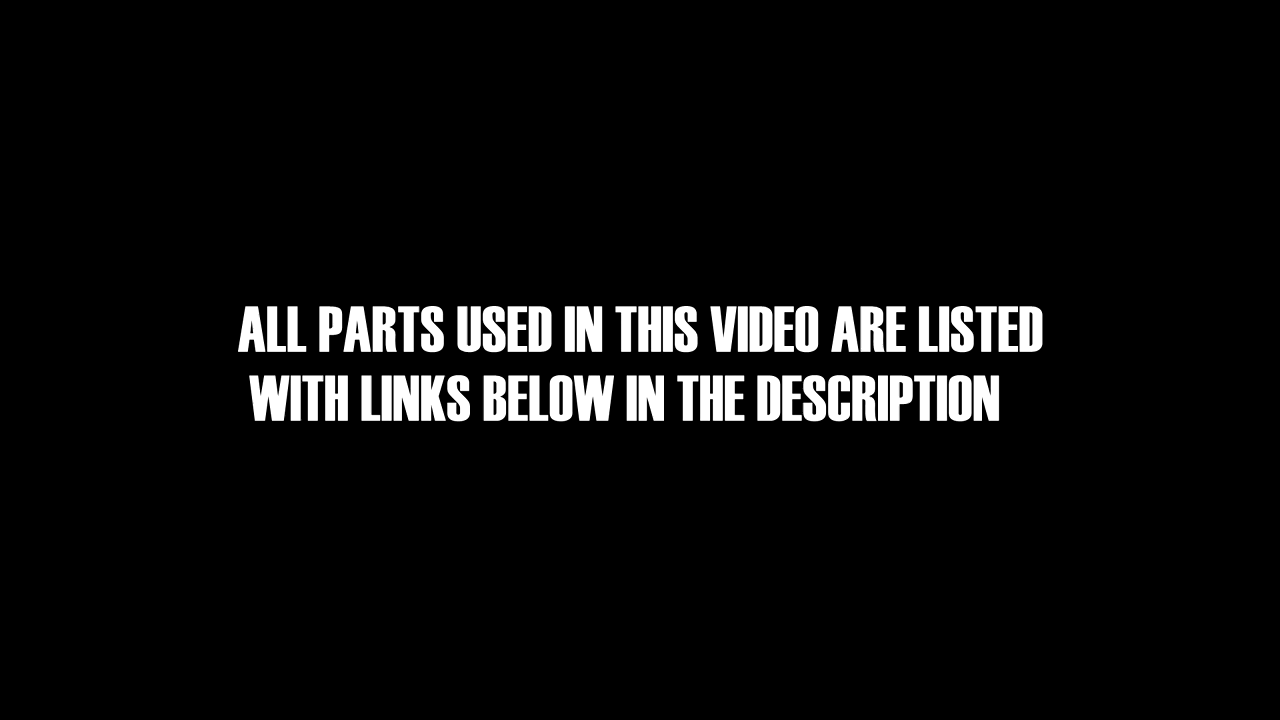 ALL PARTS USED IN THIS VIDEO ARE LISTED
WITH LINKS BELOW IN THE DESCRIPTION